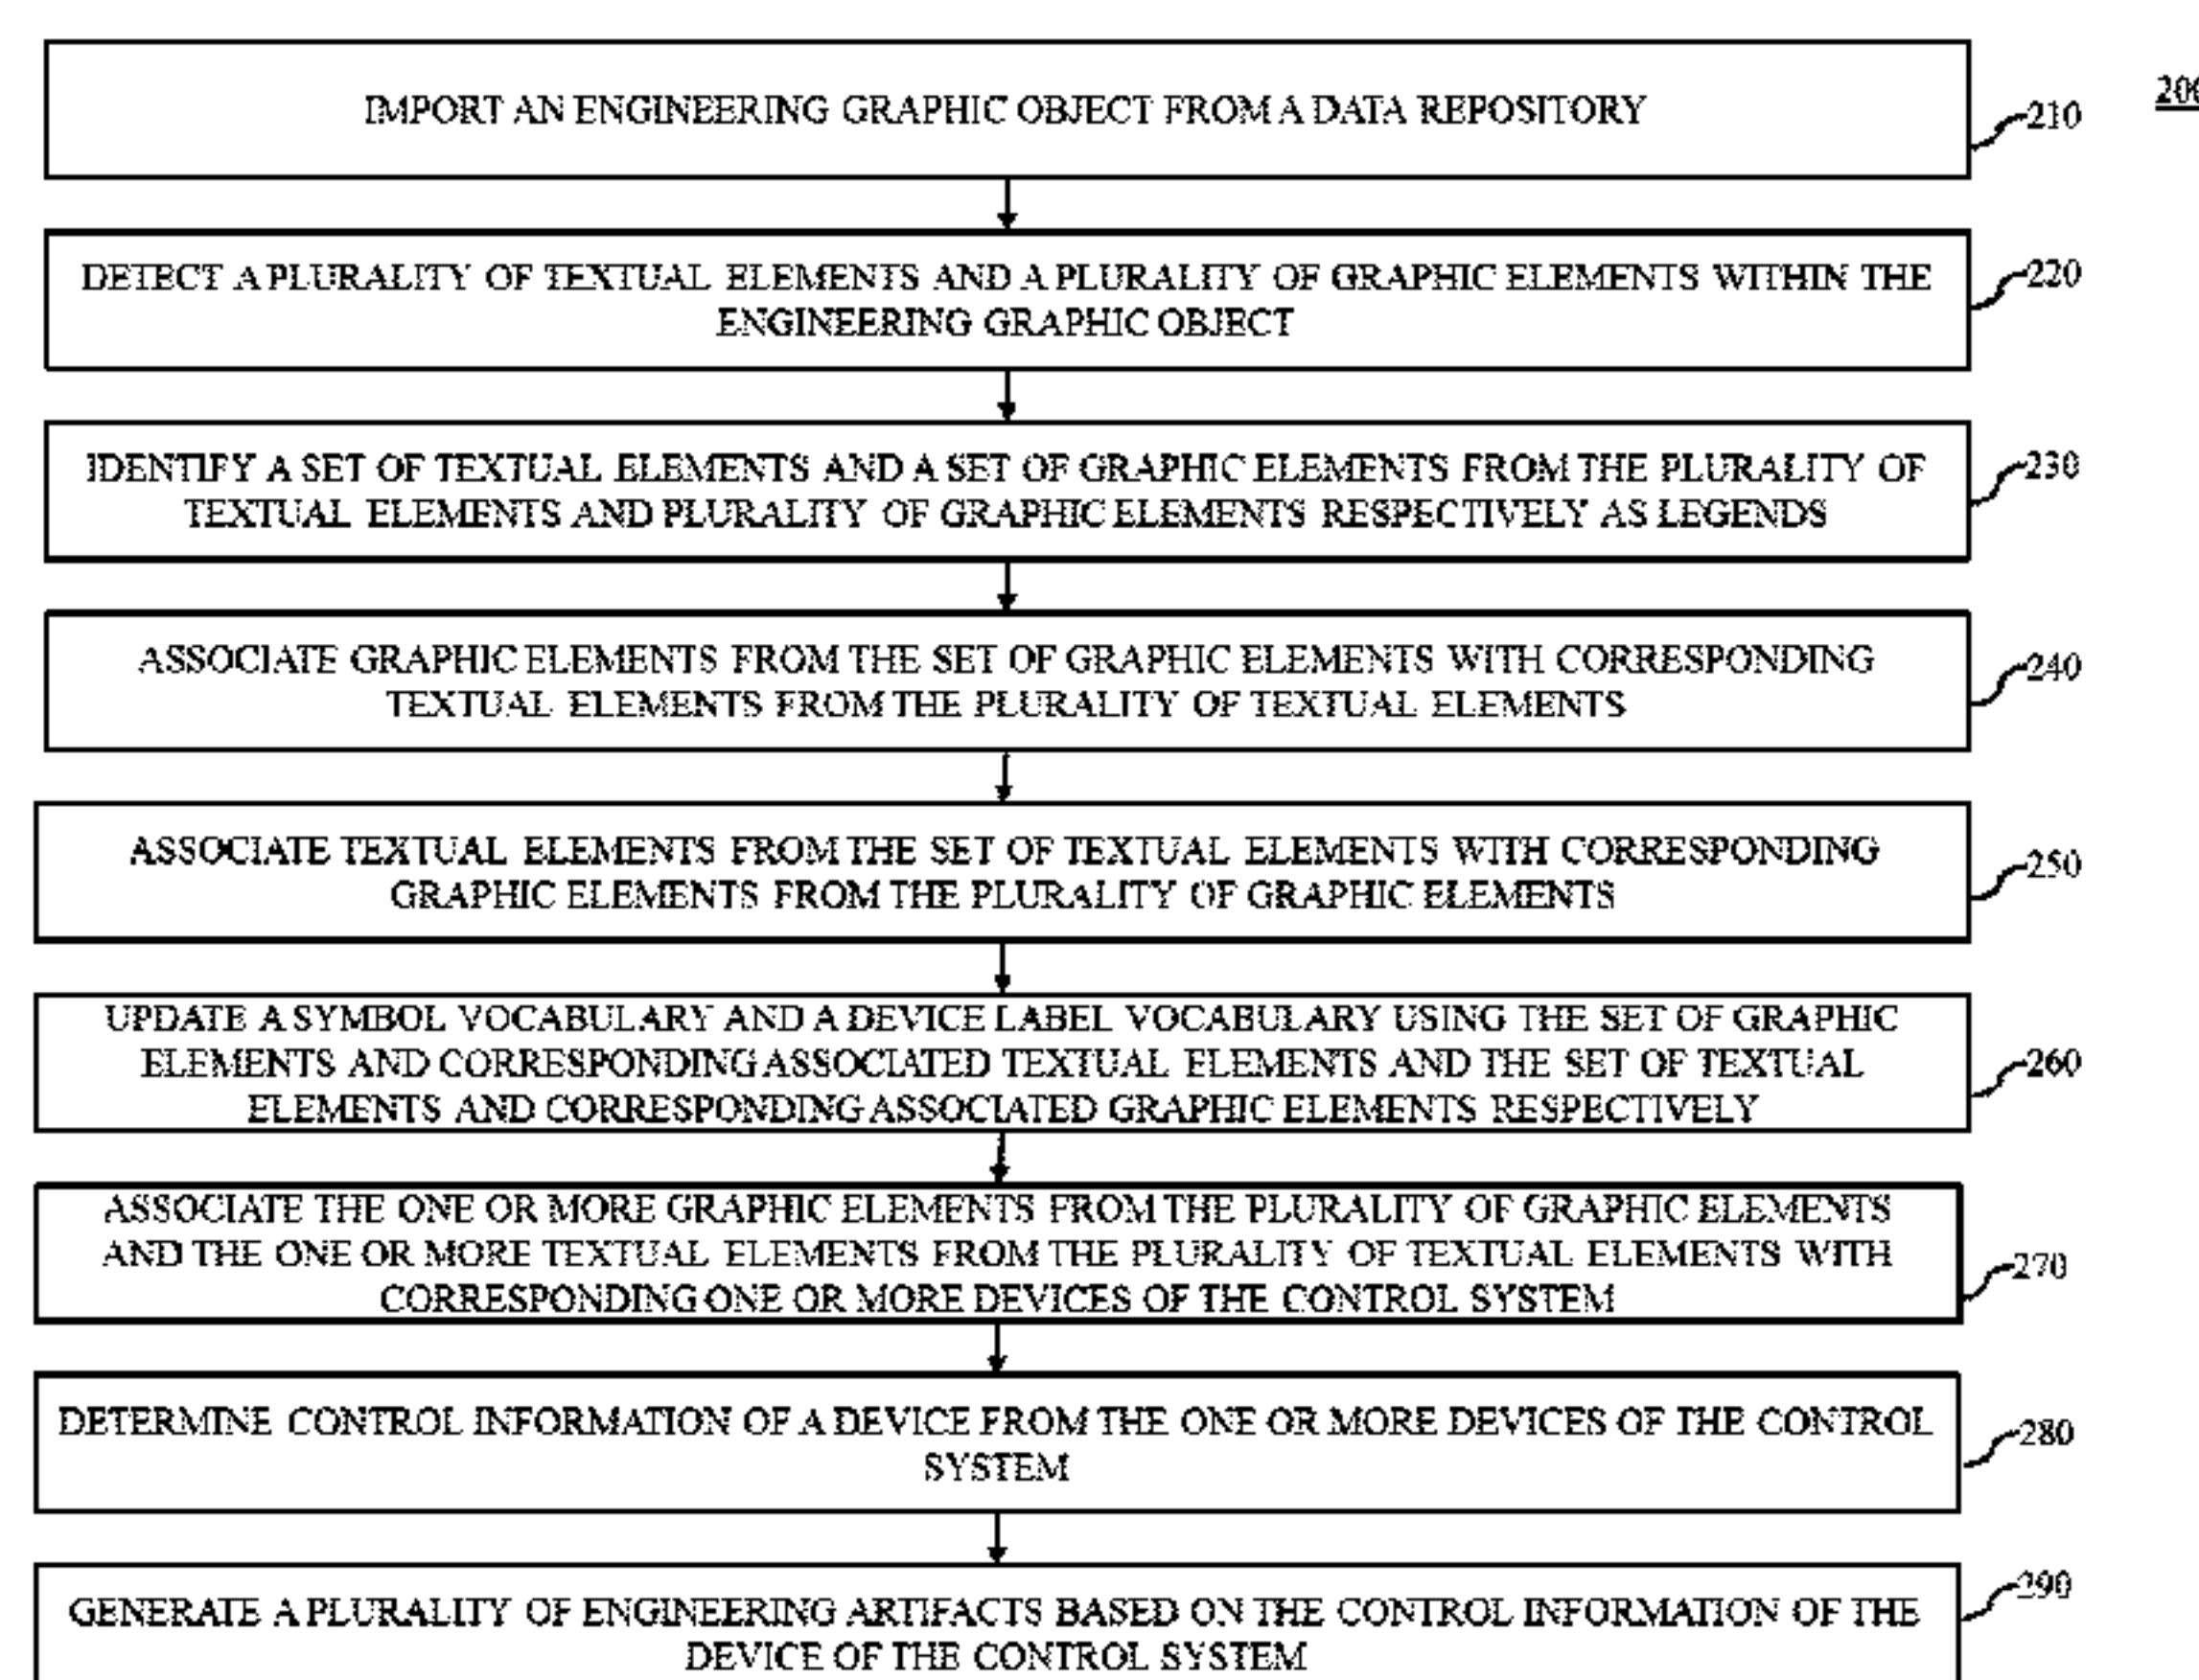 IMPORT AN ENGINEERING GRAPHIC OBJECT FROM A DATA REPOSITORY
210
200
DETECT A PLURALITY OF TEXTUAL ELEMENTS AND A PLURALITY OF GRAPHIC ELEMENTS WITHIN THE
ENGINEERING GRAPHIC OBJECT
220
IDENTIFY A SET OF TEXTUAL ELEMENTS AND A SET OF GRAPHIC ELEMENTS FROM THE PLURALITY OF
TEXTUAL ELEMENTS AND PLURALITY OF GRAPHIC ELEMENTS RESPECTIVELY AS LEGENDS
230
ASSOCIATE GRAPHIC ELEMENTS FROM THE SET OF GRAPHIC ELEMENTS WITH CORRESPONDING
TEXTUAL ELEMENTS FROM THE PLURALITY OF TEXTUAL ELEMENTS
240
ASSOCIATE TEXTUAL ELEMENTS FROM THE SET OF TEXTUAL ELEMENTS WITH CORRESPONDING
GRAPHIC ELEMENTS FROM THE PLURALITY OF GRAPHIC ELEMENTS
250
UPDATE A SYMBOL VOCABULARY AND A DEVICE LABEL VOCABULARY USING THE SET OF GRAPHIC
ELEMENTS AND CORRESPONDING ASSOCIATED TEXTUAL ELEMENTS AND THE SET OF TEXTUAL
ELEMENTS AND CORRESPONDING ASSOCIATED GRAPHIC ELEMENTS RESPECTIVELY
260
ASSOCIATE THE ONE OR MORE GRAPHIC ELEMENTS FROM THE PLURALITY OF GRAPHIC ELEMENTS
AND THE ONE OR MORE TEXTUAL ELEMENTS FROM THE PLURALITY OF TEXTUAL ELEMENTS WITH
CORRESPONDING ONE OR MORE DEVICES OF THE CONTROL SYSTEM
270
DETERMINE CONTROL INFORMATION OF A DEVICE FROM THE ONE OR MORE DEVICES OF THE CONTROL
SYSTEM
280
GENERATE A PLURALITY OF ENGINEERING ARTIFACTS BASED ON THE CONTROL INFORMATION OF THE
DEVICE OF THE CONTROL SYSTEM
290